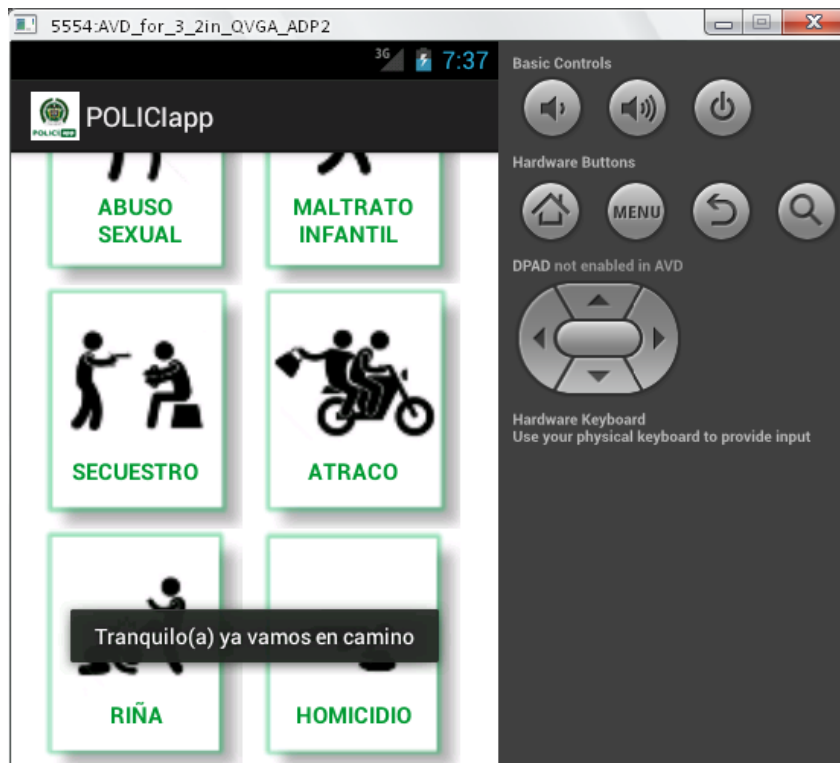 5554:AVD_for_3_2in_QVGA_ADP2
3G 7:37
POLICIapp
POLICIapp
ABUSO
SEXUAL
MALTRATO
INFANTIL
SECUESTRO
ATRACO
Tranquilo(a) ya vamos en camino
RIÑA
HOMICIDIO
Basic Controls
Hardware Buttons
MENU
DPAD not enabled in AVD
Hardware Keyboard
Use your physical keyboard to provide input